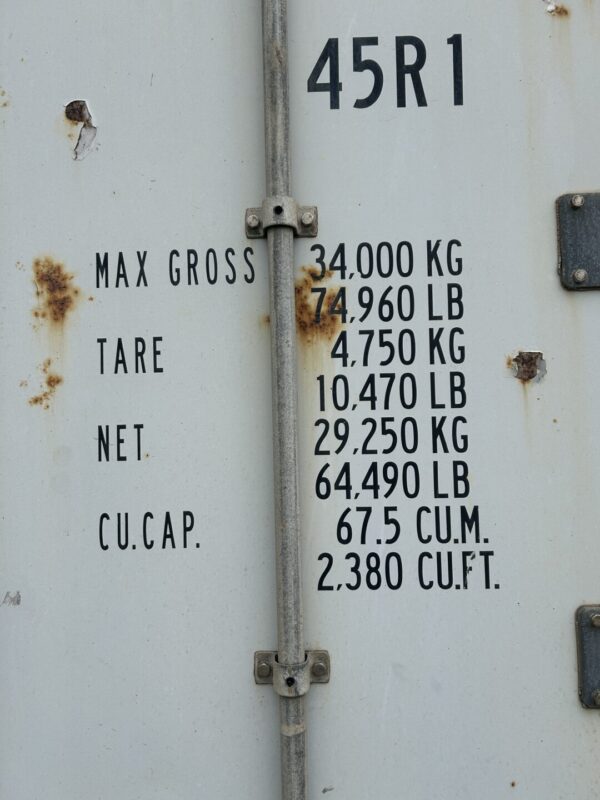 45R1
MAX GROSS 34,000 KG
74,960 LB
TARE 4,750 KG
10,470 LB
NET 29,250 KG
64,490 LB
CU.CAP. 67.5 CU.M.
2,380 CU.FT.